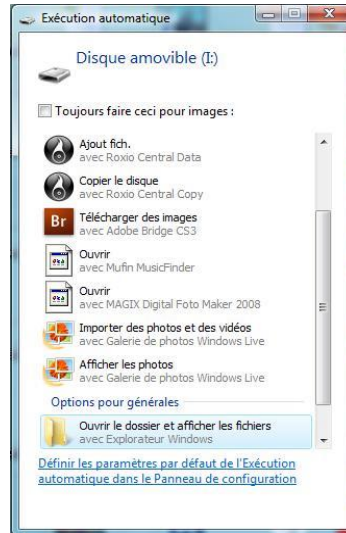 Exécution automatique
Disque amovible (I:)
Toujours faire ceci pour images :
Ajout fich.
avec Roxio Central Data
Copier le disque
avec Roxio Central Copy
Br
Télécharger des images
avec Adobe Bridge CS3
Ouvrir
avec Mufin MusicFinder
Ouvrir
avec MAGIX Digital Foto Maker 2008
Importer des photos et des vidéos
avec Galerie de photos Windows Live
Afficher les photos
avec Galerie de photos Windows Live
Options pour générales
Ouvrir le dossier et afficher les fichiers
avec Explorateur Windows
Définir les paramètres par défaut de l'Exécution
automatique dans le Panneau de configuration